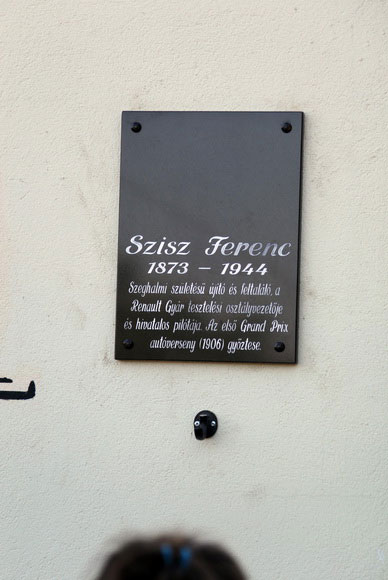 Szisz Ferenc
1873 – 1944
Szeghalmi születésű újító és feltaláló, a
Renault Gyár tesztelési osztályvezetője
és hivatalos pilótája. Az első Grand Prix
autóverseny (1906) győztese.